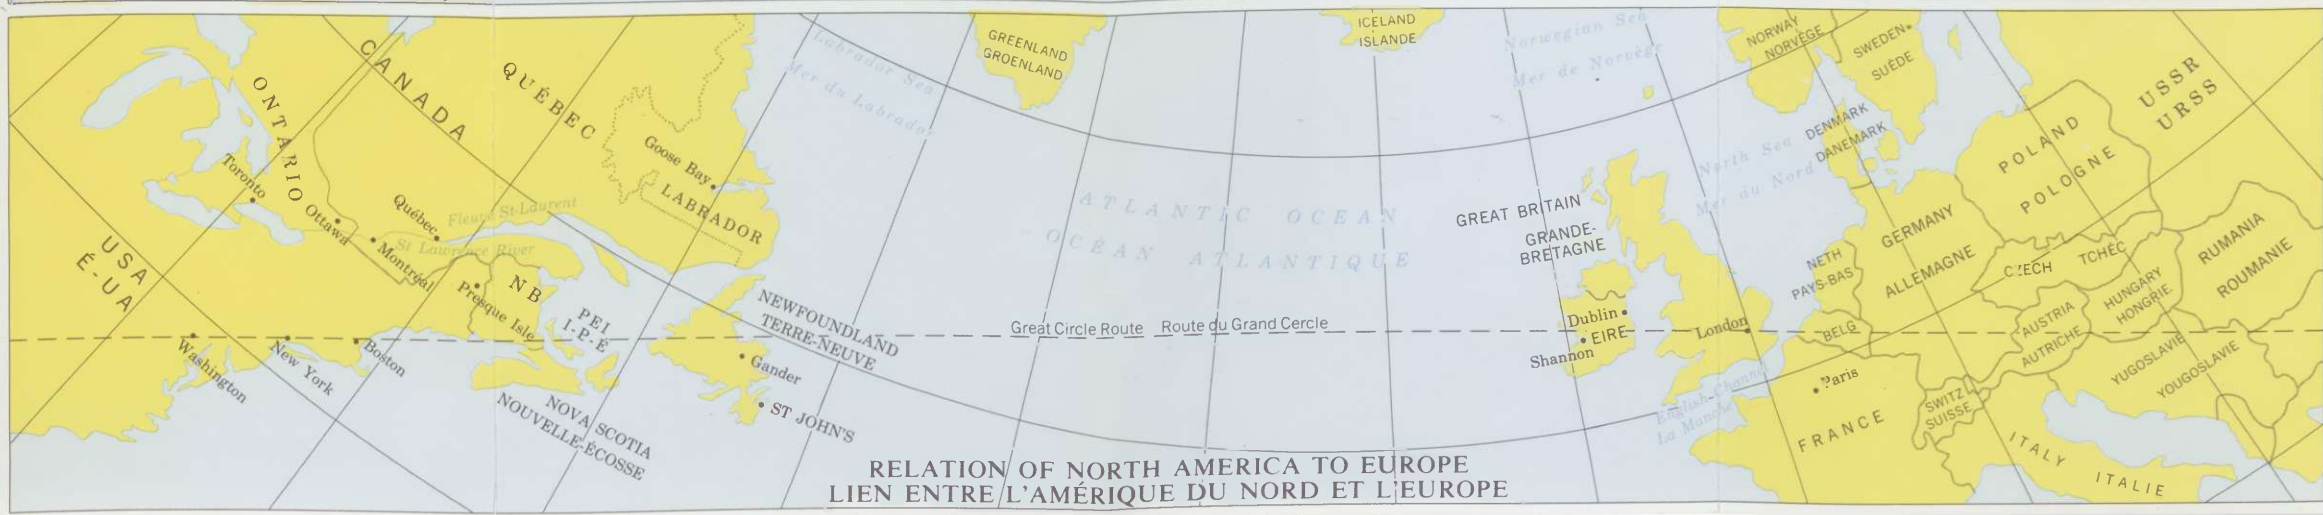 CANADA
ONTARIO
QUÉBEC
Toronto
Ottawa
Québec
Montréal
Fleuve St-Laurent
St Lawrence River
USA
É-UA
Washington
New York
Boston
Presque Isle
NB
PEI
I-P-É
NOVA SCOTIA
NOUVELLE-ÉCOSSE
Goose Bay
LABRADOR
NEWFOUNDLAND
TERRE-NEUVE
Gander
ST JOHN'S
Labrador Sea
Mer du Labrador
GREENLAND
GROENLAND
ICELAND
ISLANDE
ATLANTIC OCEAN
OCÉAN ATLANTIQUE
Great Circle Route Route du Grand Cercle
Norwegian Sea
Mer de Norvège
North Sea
Mer du Nord
GREAT BRITAIN
GRANDE-
BRETAGNE
Dublin
EIRE
Shannon
London
English Channel
La Manche
NORWAY
NORVÈGE
SWEDEN
SUÈDE
DENMARK
DANEMARK
NETH
PAYS-BAS
BELG
GERMANY
ALLEMAGNE
Paris
FRANCE
SWITZ
SUISSE
ITALY ITALIE
POLAND
POLOGNE
CZECH TCHÉC
AUSTRIA
AUTRICHE
HUNGARY
HONGRIE
YUGOSLAVIE
YOUGOSLAVIE
RUMANIA
ROUMANIE
USSR
URSS
RELATION OF NORTH AMERICA TO EUROPE
LIEN ENTRE L'AMÉRIQUE DU NORD ET L'EUROPE